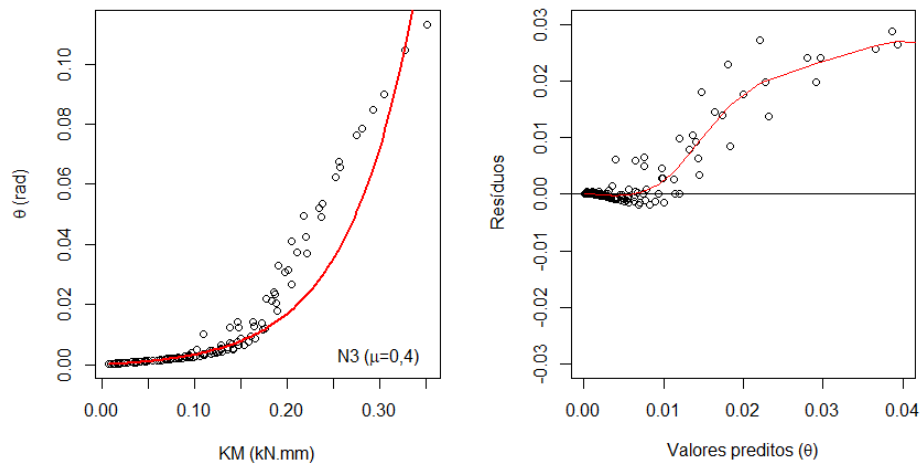 θ (rad)
0.00 0.02 0.04 0.06 0.08 0.10
N3 (μ=0,4)
0.00 0.10 0.20 0.30
KM (kN.mm)
Resíduos
-0.03 -0.02 -0.01 0.00 0.01 0.02 0.03
0.00 0.01 0.02 0.03 0.04
Valores preditos (θ)